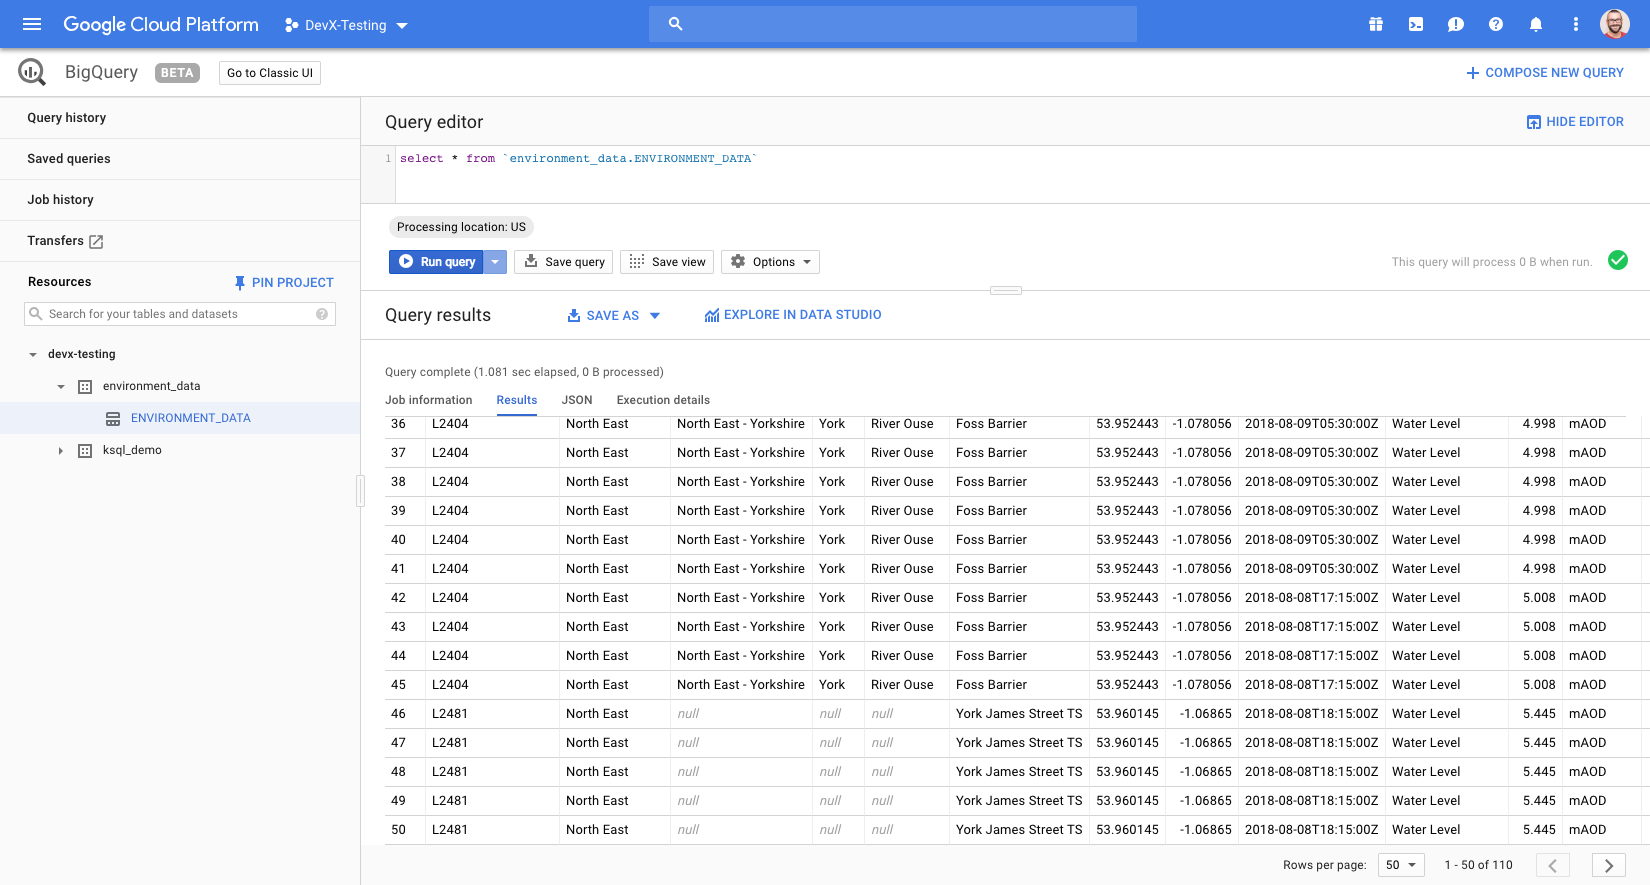 Google Cloud Platform DevX-Testing
BigQuery BETA Go to Classic UI COMPOSE NEW QUERY
Query history
Saved queries
Job history
Transfers
Resources PIN PROJECT
Search for your tables and datasets
devx-testing
environment_data
ENVIRONMENT_DATA
ksql_demo
Query editor HIDE EDITOR
1 select * from `environment_data.ENVIRONMENT_DATA`
Processing location: US
Run query Save query Save view Options This query will process 0 B when run.
Query results SAVE AS EXPLORE IN DATA STUDIO
Query complete (1.081 sec elapsed, 0 B processed)
Job information Results JSON Execution details
36 L2404 North East North East - Yorkshire York River Ouse Foss Barrier 53.952443 -1.078056 2018-08-09T05:30:00Z Water Level 4.998 mAOD
37 L2404 North East North East - Yorkshire York River Ouse Foss Barrier 53.952443 -1.078056 2018-08-09T05:30:00Z Water Level 4.998 mAOD
38 L2404 North East North East - Yorkshire York River Ouse Foss Barrier 53.952443 -1.078056 2018-08-09T05:30:00Z Water Level 4.998 mAOD
39 L2404 North East North East - Yorkshire York River Ouse Foss Barrier 53.952443 -1.078056 2018-08-09T05:30:00Z Water Level 4.998 mAOD
40 L2404 North East North East - Yorkshire York River Ouse Foss Barrier 53.952443 -1.078056 2018-08-09T05:30:00Z Water Level 4.998 mAOD
41 L2404 North East North East - Yorkshire York River Ouse Foss Barrier 53.952443 -1.078056 2018-08-09T05:30:00Z Water Level 4.998 mAOD
42 L2404 North East North East - Yorkshire York River Ouse Foss Barrier 53.952443 -1.078056 2018-08-08T17:15:00Z Water Level 5.008 mAOD
43 L2404 North East North East - Yorkshire York River Ouse Foss Barrier 53.952443 -1.078056 2018-08-08T17:15:00Z Water Level 5.008 mAOD
44 L2404 North East North East - Yorkshire York River Ouse Foss Barrier 53.952443 -1.078056 2018-08-08T17:15:00Z Water Level 5.008 mAOD
45 L2404 North East North East - Yorkshire York River Ouse Foss Barrier 53.952443 -1.078056 2018-08-08T17:15:00Z Water Level 5.008 mAOD
46 L2481 North East null null null York James Street TS 53.960145 -1.06865 2018-08-08T18:15:00Z Water Level 5.445 mAOD
47 L2481 North East null null null York James Street TS 53.960145 -1.06865 2018-08-08T18:15:00Z Water Level 5.445 mAOD
48 L2481 North East null null null York James Street TS 53.960145 -1.06865 2018-08-08T18:15:00Z Water Level 5.445 mAOD
49 L2481 North East null null null York James Street TS 53.960145 -1.06865 2018-08-08T18:15:00Z Water Level 5.445 mAOD
50 L2481 North East null null null York James Street TS 53.960145 -1.06865 2018-08-08T18:15:00Z Water Level 5.445 mAOD
Rows per page: 50 1 - 50 of 110